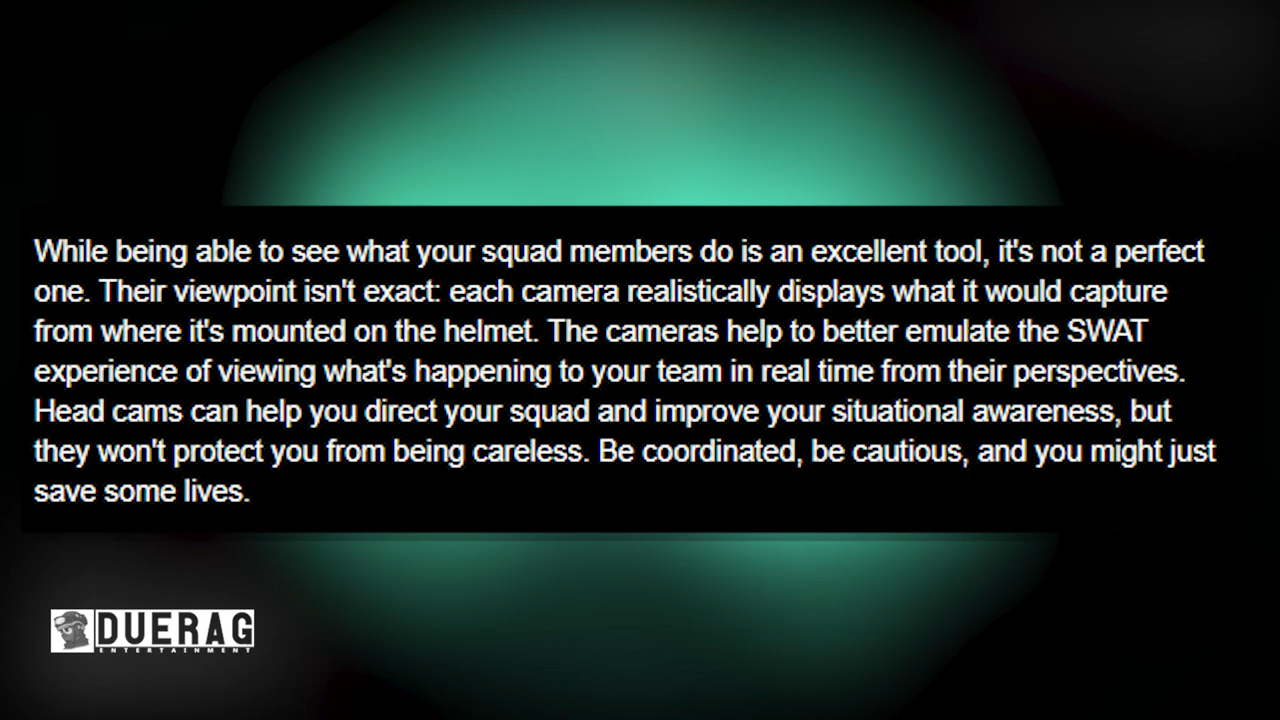 While being able to see what your squad members do is an excellent tool, it's not a perfect
one. Their viewpoint isn't exact: each camera realistically displays what it would capture
from where it's mounted on the helmet. The cameras help to better emulate the SWAT
experience of viewing what's happening to your team in real time from their perspectives.
Head cams can help you direct your squad and improve your situational awareness, but
they won't protect you from being careless. Be coordinated, be cautious, and you might just
save some lives.
DUERAG
ENTERTAINMENT